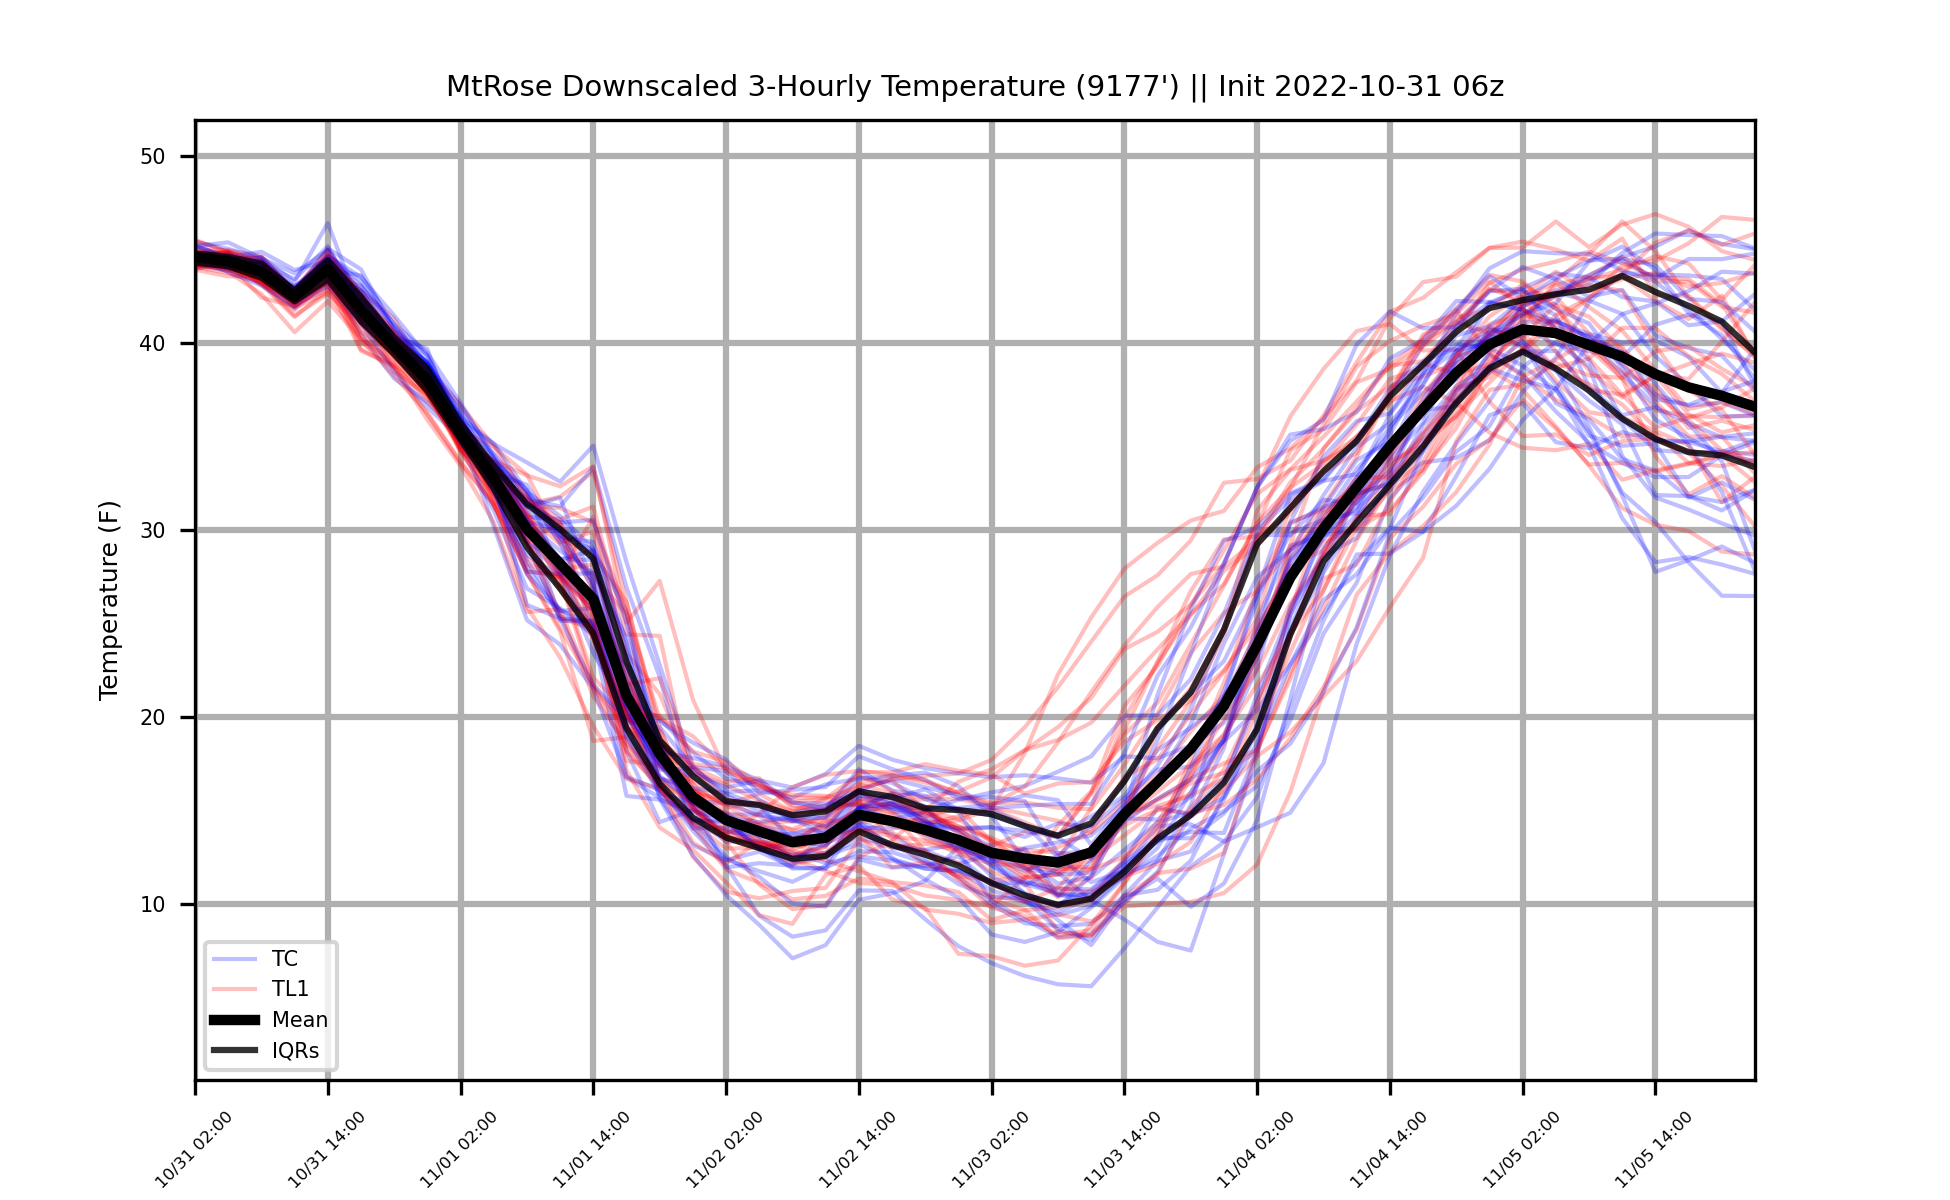 MtRose Downscaled 3-Hourly Temperature (9177') || Init 2022-10-31 06z
Temperature (F)
50
40
30
20
10
TC
TL1
Mean
IQRs
10/31 02:00
10/31 14:00
11/01 02:00
11/01 14:00
11/02 02:00
11/02 14:00
11/03 02:00
11/03 14:00
11/04 02:00
11/04 14:00
11/05 02:00
11/05 14:00